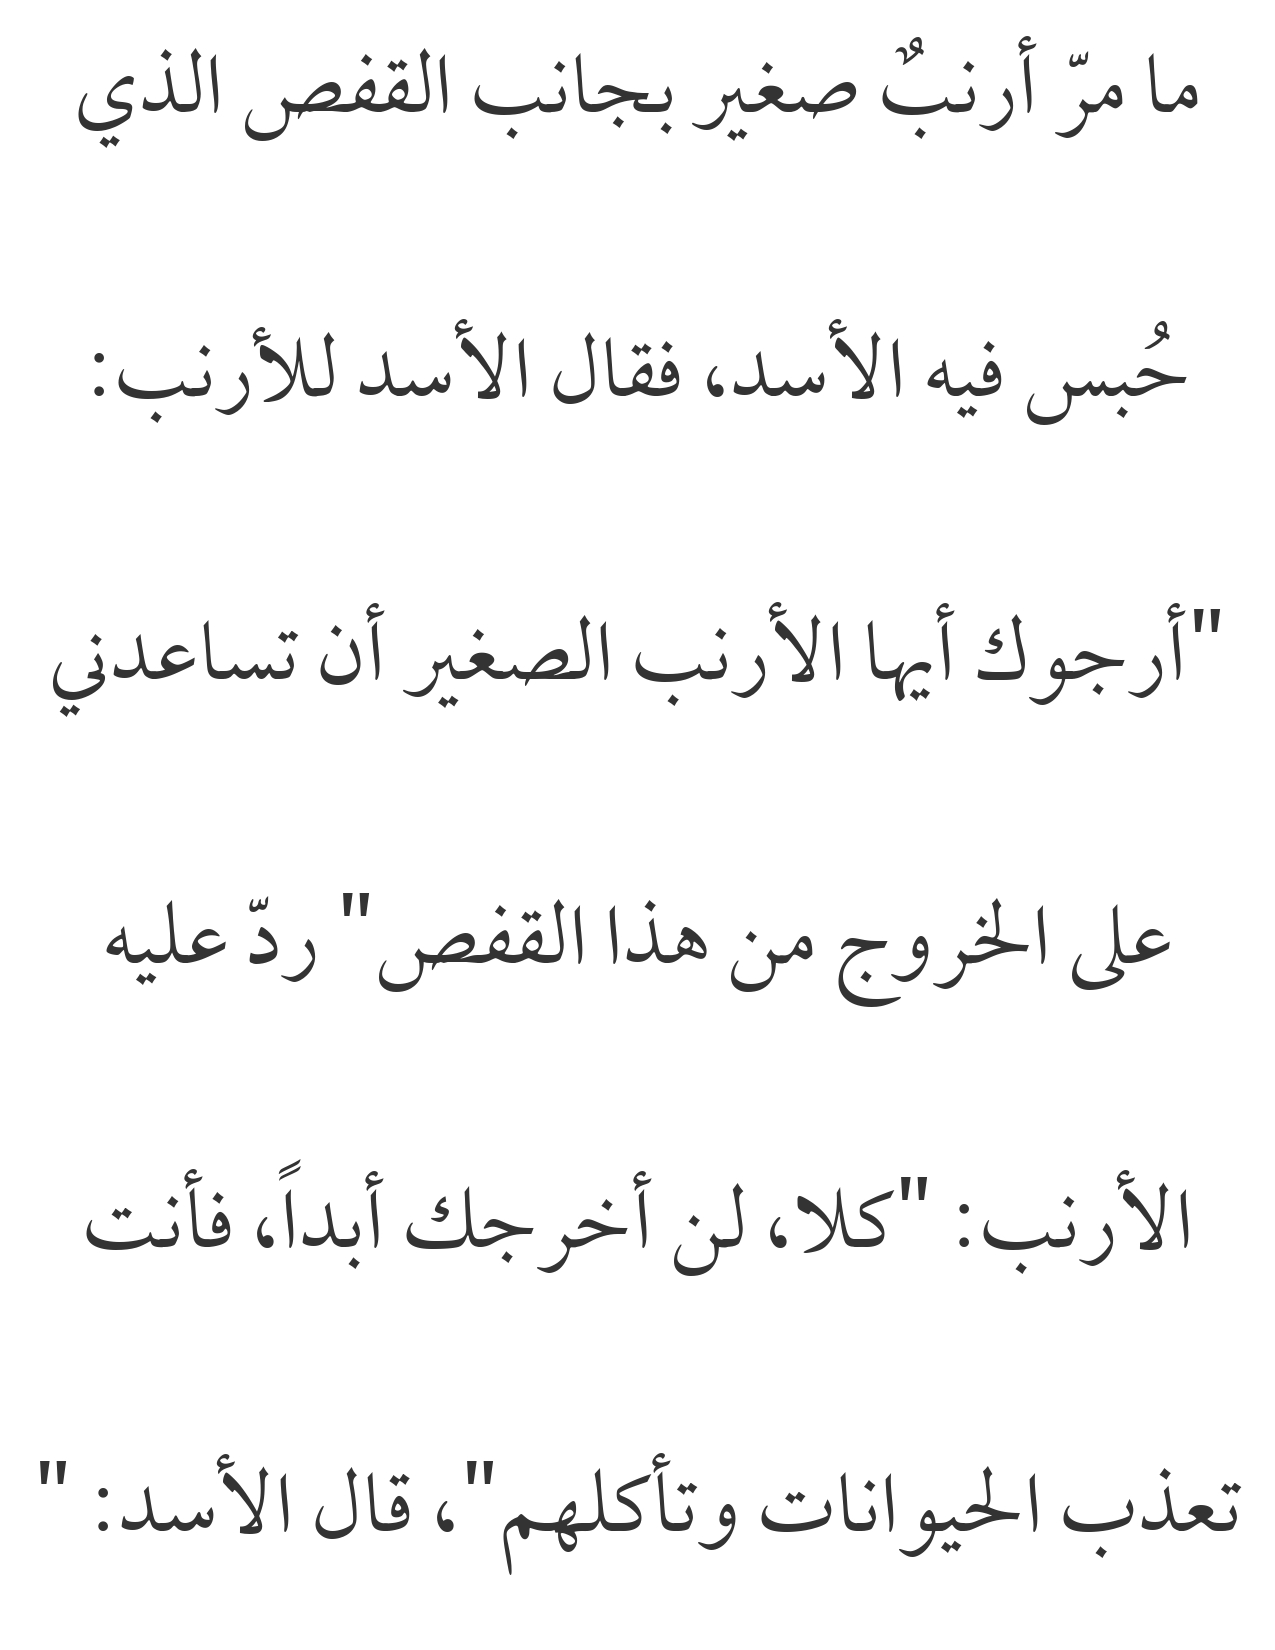 ما مرّ أرنبٌ صغير بجانب القفص الذي
حُبس فيه الأسد، فقال الأسد للأرنب:
"أرجوك أيها الأرنب الصغير أن تساعدني
على الخروج من هذا القفص" ردّ عليه
الأرنب: "كلا، لن أخرجك أبداً، فأنت
تعذب الحيوانات وتأكلهم"، قال الأسد: "